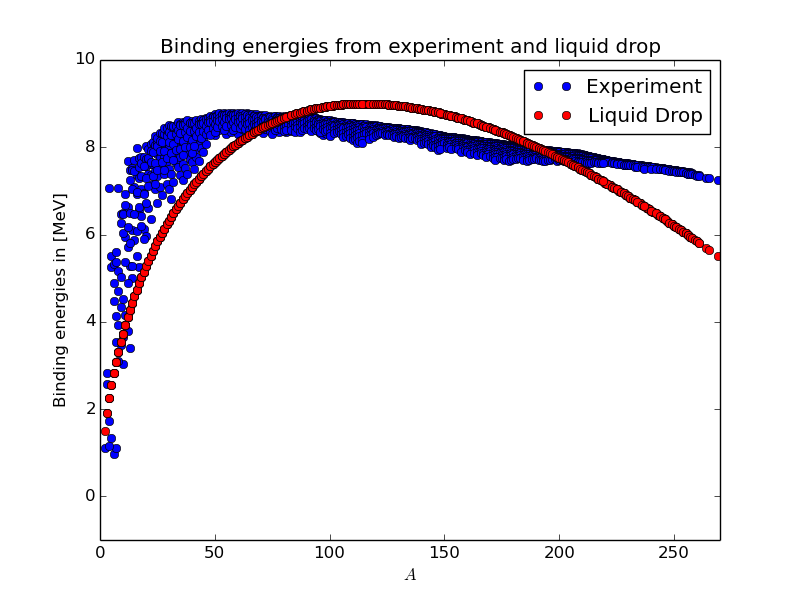 Binding energies from experiment and liquid drop
Experiment
Liquid Drop
Binding energies in [MeV]
10
8
6
4
2
0
0 50 100 150 200 250
A